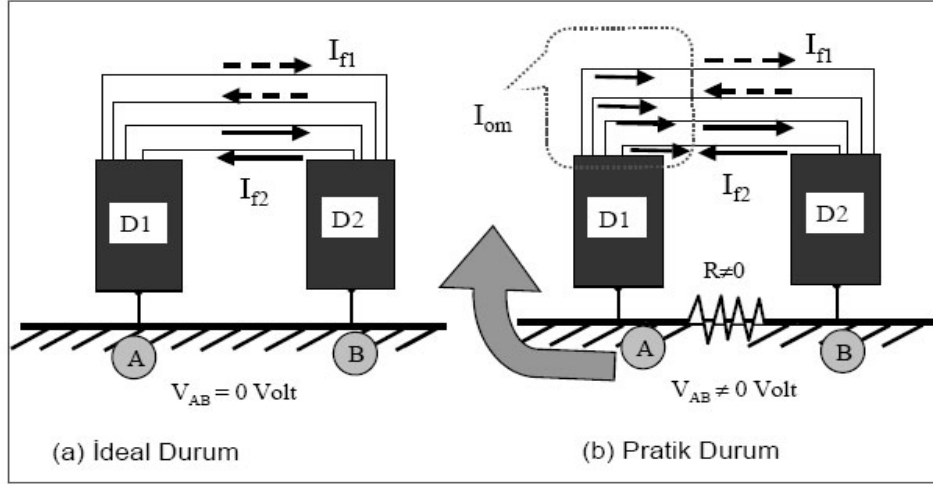 I_f1
I_f2
D1
D2
A
B
V_AB = 0 Volt
(a) İdeal Durum
I_f1
I_om
I_f2
D1
D2
R≠0
A
B
V_AB ≠ 0 Volt
(b) Pratik Durum